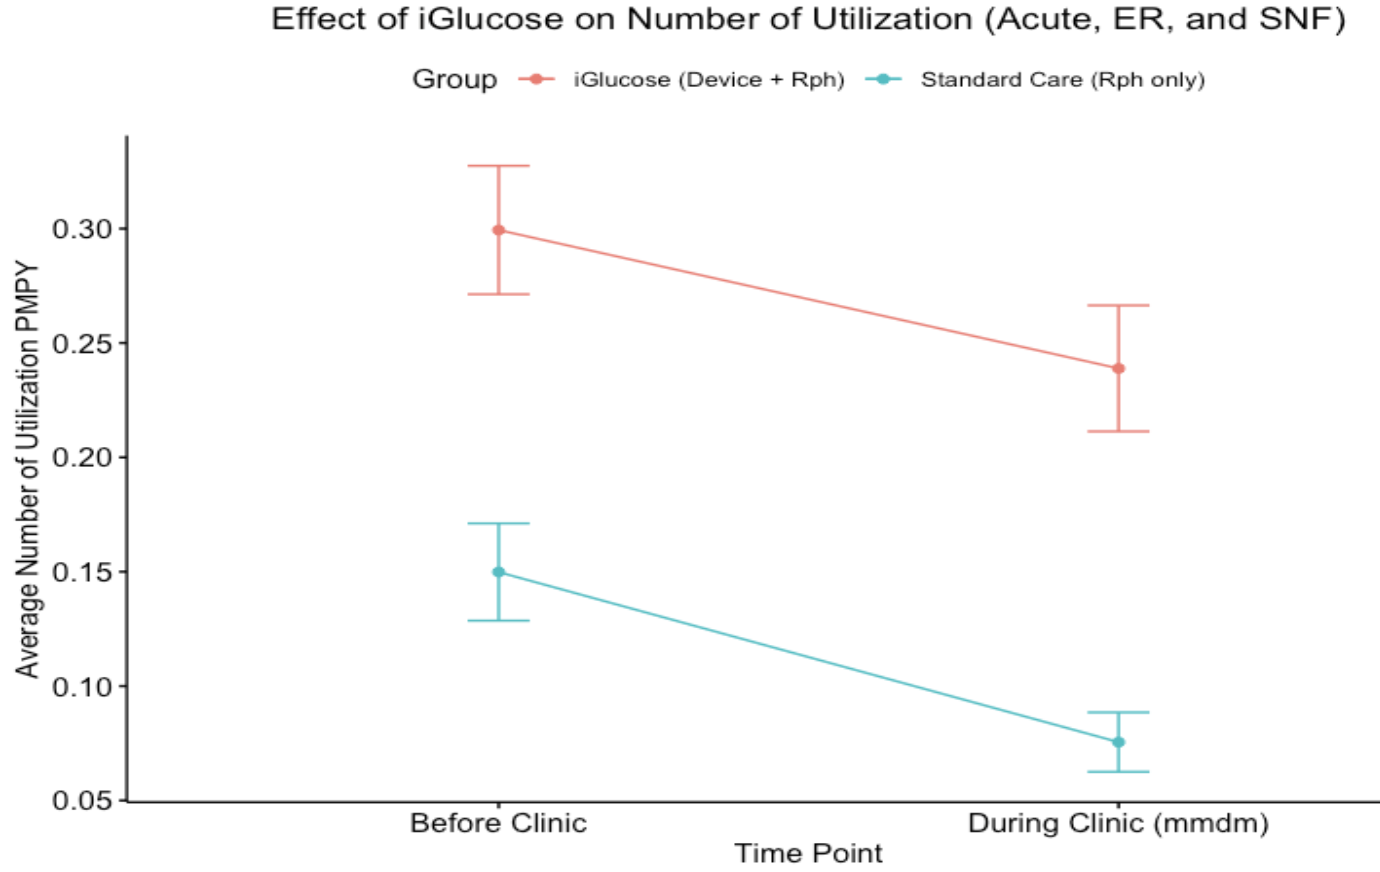 Effect of iGlucose on Number of Utilization (Acute, ER, and SNF)
Group iGlucose (Device + Rph) Standard Care (Rph only)
Average Number of Utilization PMPY
0.30
0.25
0.20
0.15
0.10
0.05
Before Clinic During Clinic (mmdm)
Time Point